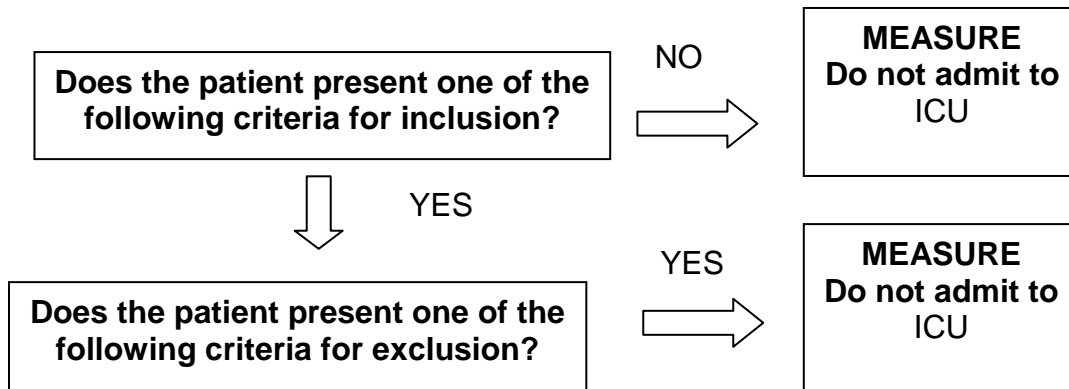 Does the patient present one of the
following criteria for inclusion?
NO
MEASURE
Do not admit to
ICU
YES
Does the patient present one of the
following criteria for exclusion?
YES
MEASURE
Do not admit to
ICU